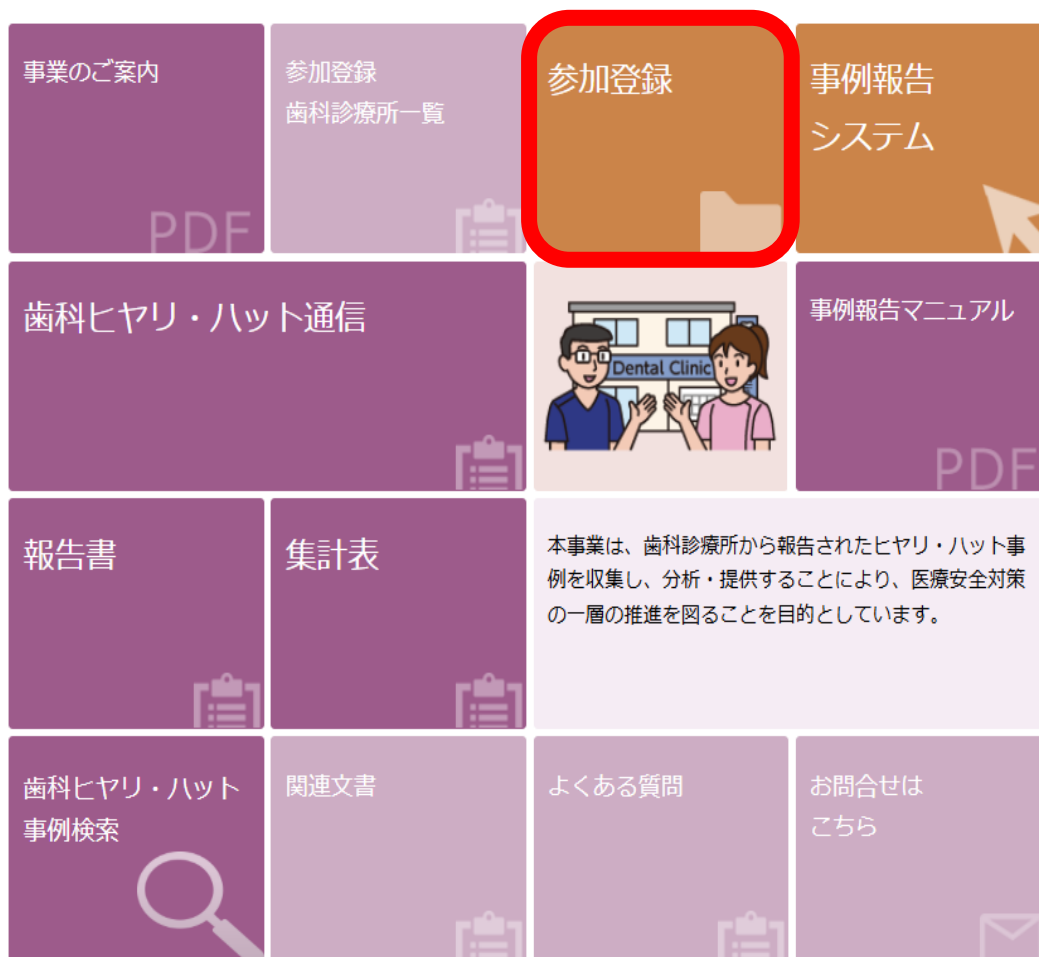 事業のご案内
PDF
参加登録
歯科診療所一覧
参加登録
事例報告
システム
歯科ヒヤリ・ハット通信
Dental Clinic
事例報告マニュアル
PDF
報告書
集計表
本事業は、歯科診療所から報告されたヒヤリ・ハット事
例を収集し、分析・提供することにより、医療安全対策
の一層の推進を図ることを目的としています。
歯科ヒヤリ・ハット
事例検索
関連文書
よくある質問
お問合せは
こちら